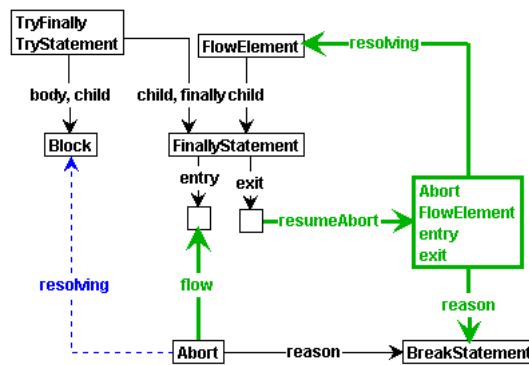 TryFinally
TryStatement
FlowElement
resolving
body, child
child, finally
child
Block
FinallyStatement
entry
exit
Abort
FlowElement
entry
exit
resumeAbort
resolving
flow
reason
Abort
reason
BreakStatement